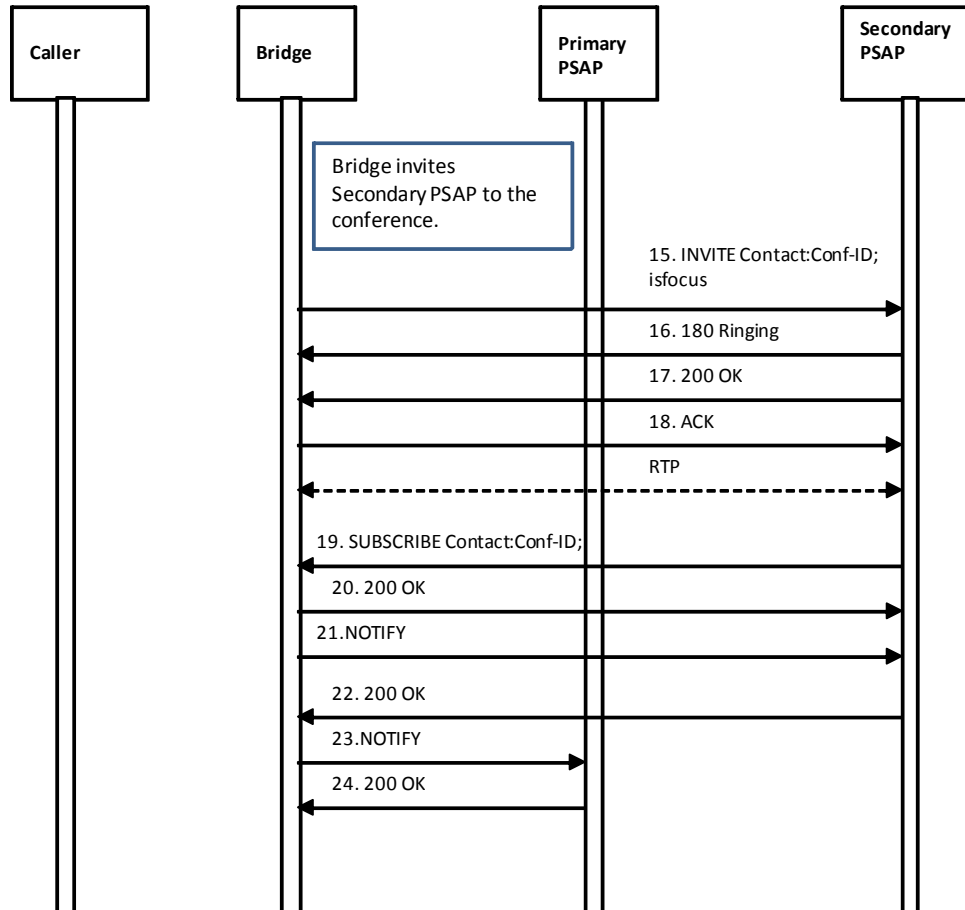 Caller
Bridge
Primary
PSAP
Secondary
PSAP
Bridge invites
Secondary PSAP to the
conference.
15. INVITE Contact:Conf-ID;
isfocus
16. 180 Ringing
17. 200 OK
18. ACK
RTP
19. SUBSCRIBE Contact:Conf-ID;
20. 200 OK
21.NOTIFY
22. 200 OK
23.NOTIFY
24. 200 OK